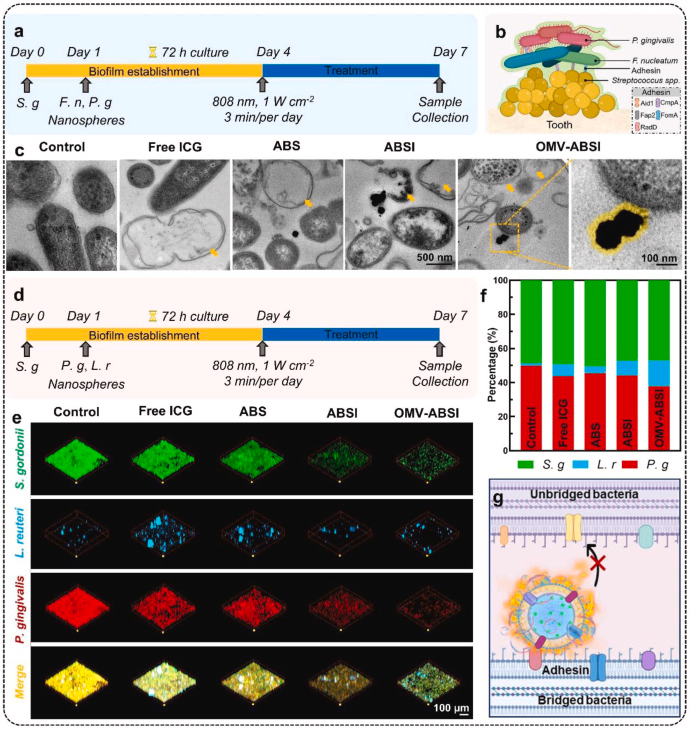 a
Day 0
Day 1
72 h culture
Day 4
Day 7
Biofilm establishment
Treatment
S. g
F. n, P. g
Nanospheres
808 nm, 1 W cm-2
3 min/per day
Sample
Collection
b
P. gingivalis
F. nucleatum
Adhesin
Streptococcus spp.
Tooth
Adhesin
Aid1
CmpA
Fap2
FomA
RadD
c
Control
Free ICG
ABS
ABSI
OMV-ABSI
500 nm
100 nm
d
Day 0
Day 1
72 h culture
Day 4
Day 7
Biofilm establishment
Treatment
S. g
P. g, L. r
Nanospheres
808 nm, 1 W cm-2
3 min/per day
Sample
Collection
e
Control
Free ICG
ABS
ABSI
OMV-ABSI
S. gordonii
L. reuteri
P. gingivalis
Merge
100 μm
f
Percentage (%)
100
80
60
40
20
0
Control
Free ICG
ABS
ABSI
OMV-ABSI
S. g
L. r
P. g
g
Unbridged bacteria
Adhesin
Bridged bacteria